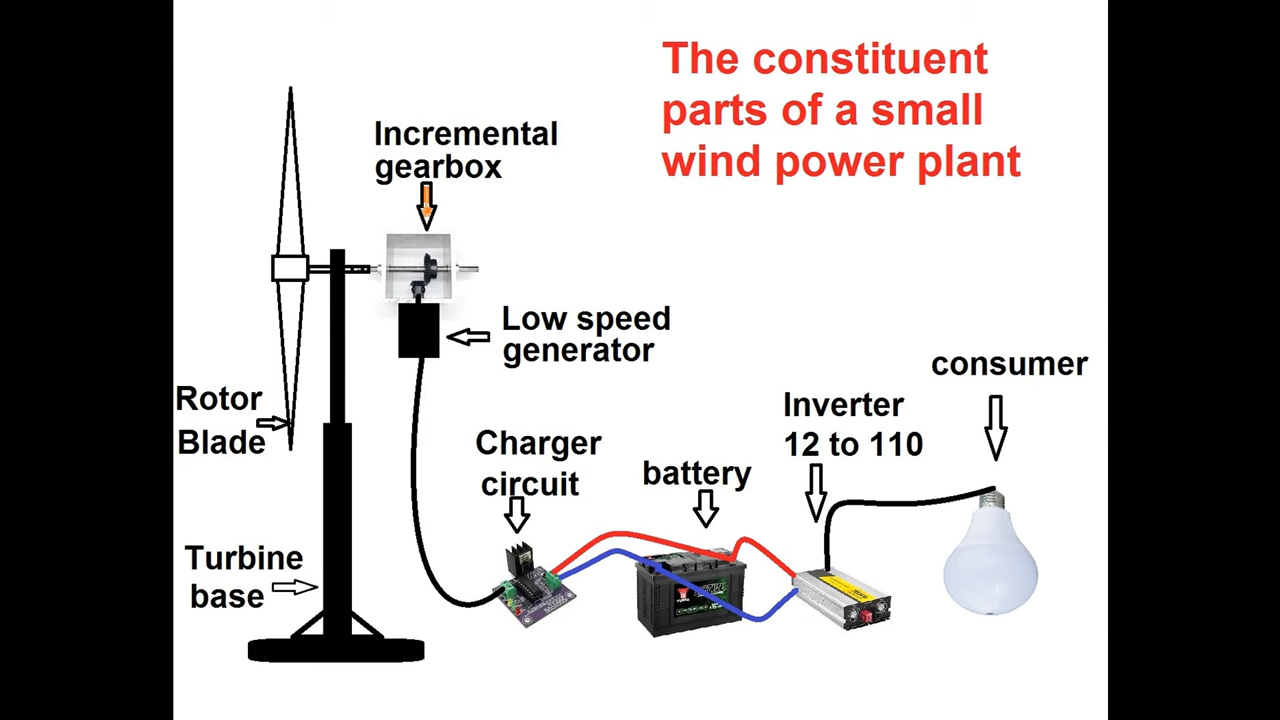 The constituent
parts of a small
wind power plant
Incremental
gearbox
Low speed
generator
Rotor
Blade
Turbine
base
Charger
circuit
battery
Inverter
12 to 110
consumer